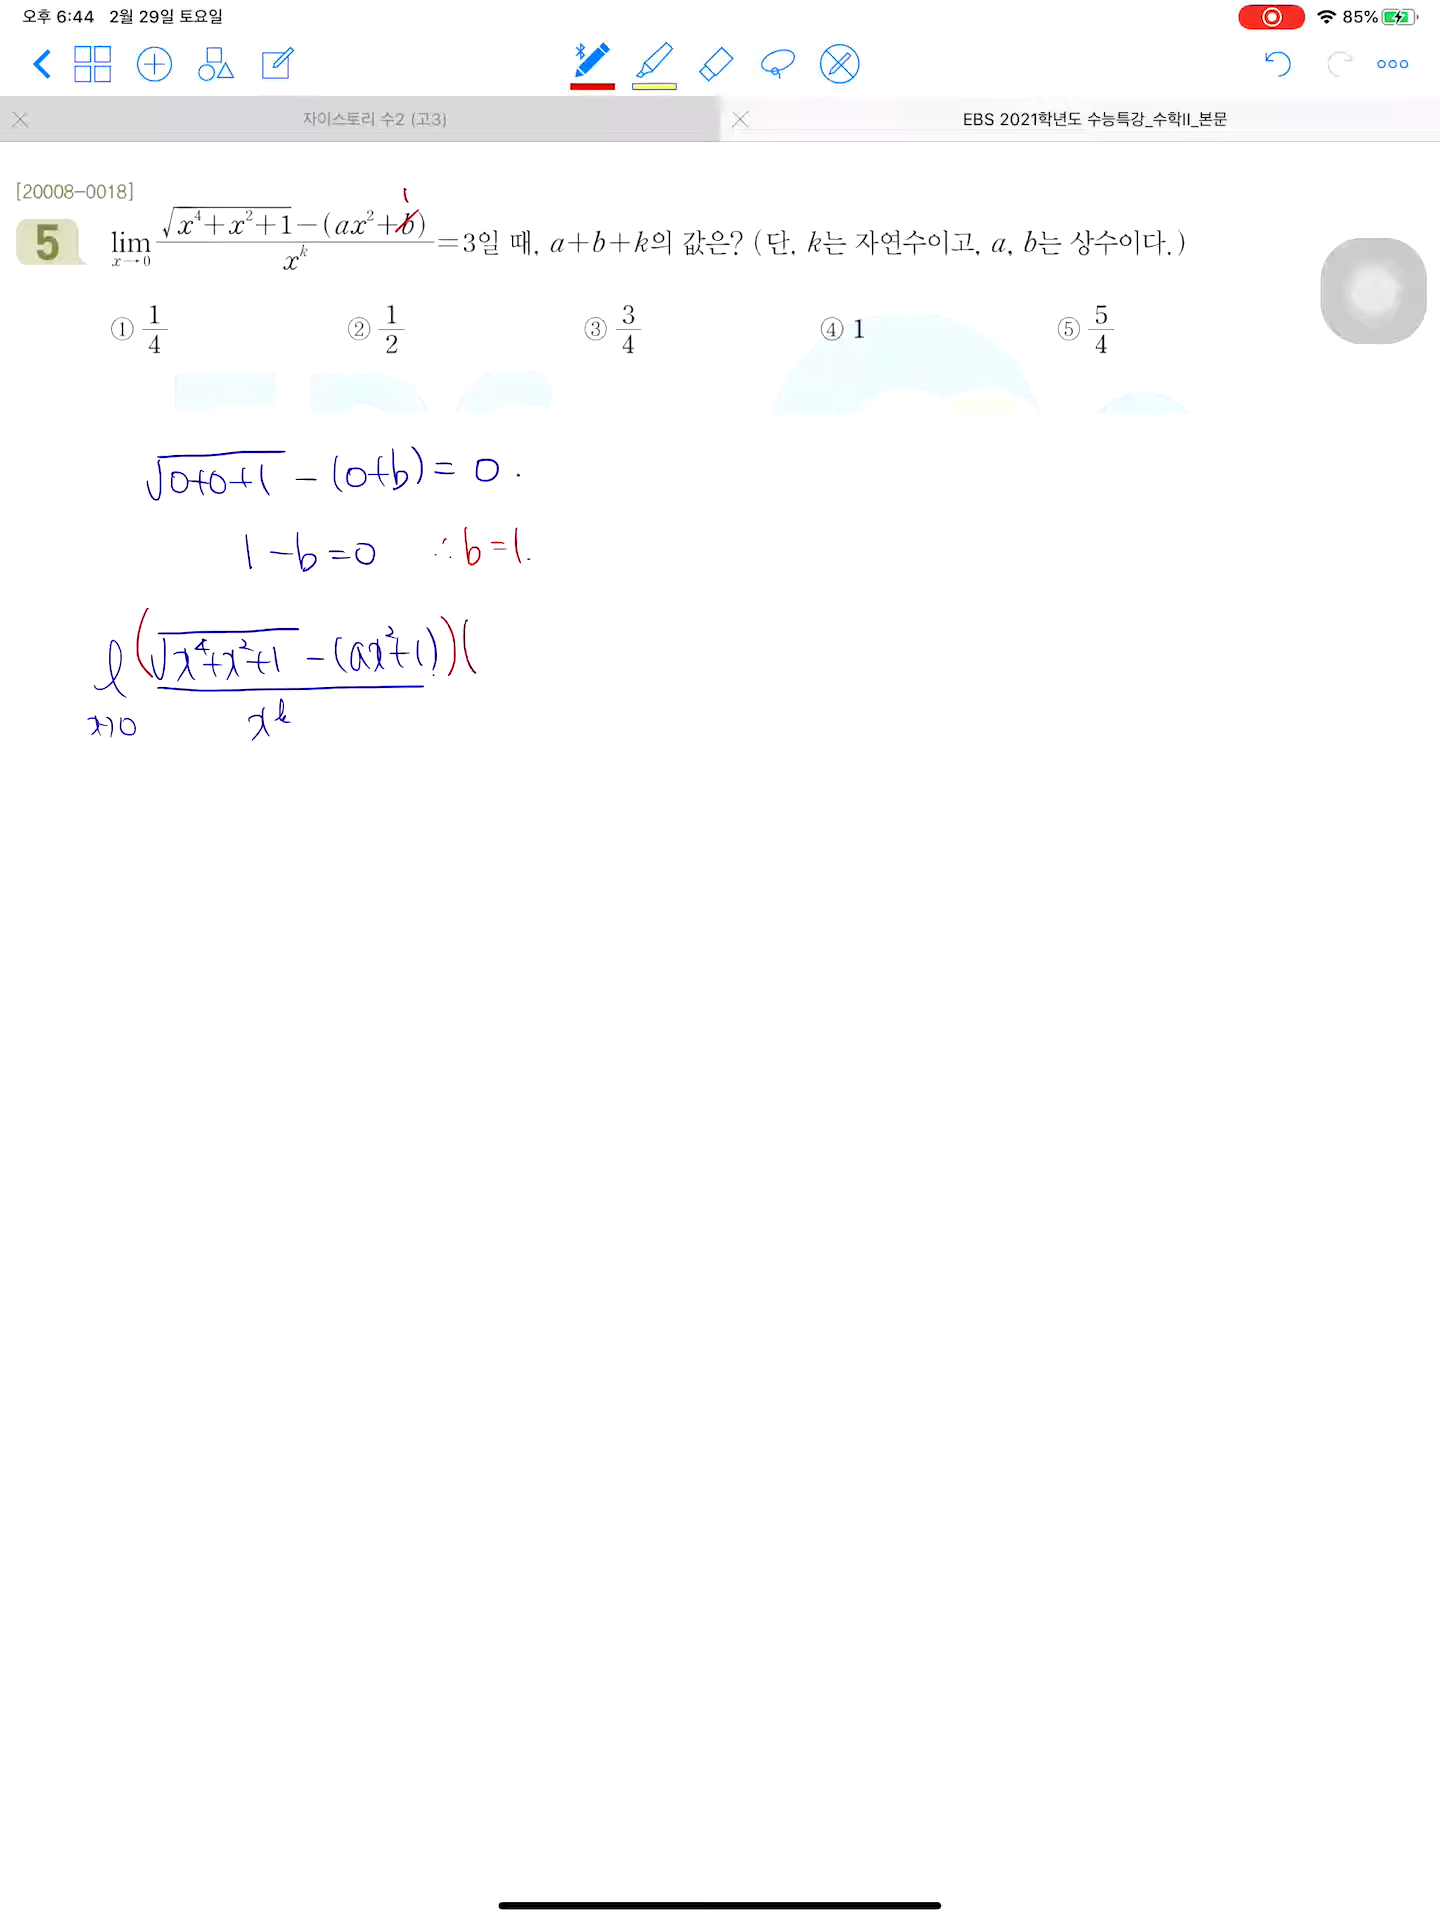 오후 6:44 2월 29일 토요일 85%
자이스토리 수2 (고3) EBS 2021학년도 수능특강_수학II_본문
[20008-0018]
1
5 lim x→0 (√(x⁴+x²+1)−(ax²+b))/xᵏ =3일 때, a+b+k의 값은? (단, k는 자연수이고, a, b는 상수이다.)
① 1/4 ② 1/2 ③ 3/4 ④ 1 ⑤ 5/4
√(0+0+1) − (0+b) = 0.
1−b=0 ∴b=1.
l x→0 (√(x⁴+x²+1) −(ax²+1))( / xᵏ